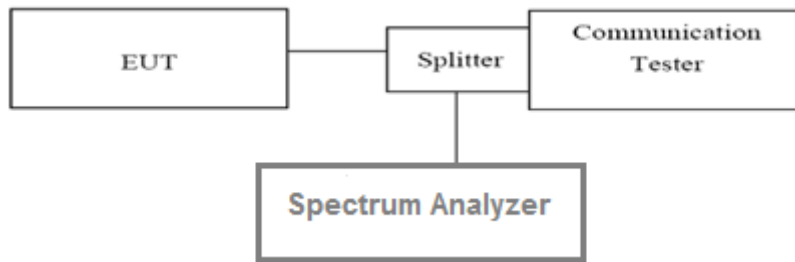 EUT
Splitter
Communication
Tester
Spectrum Analyzer